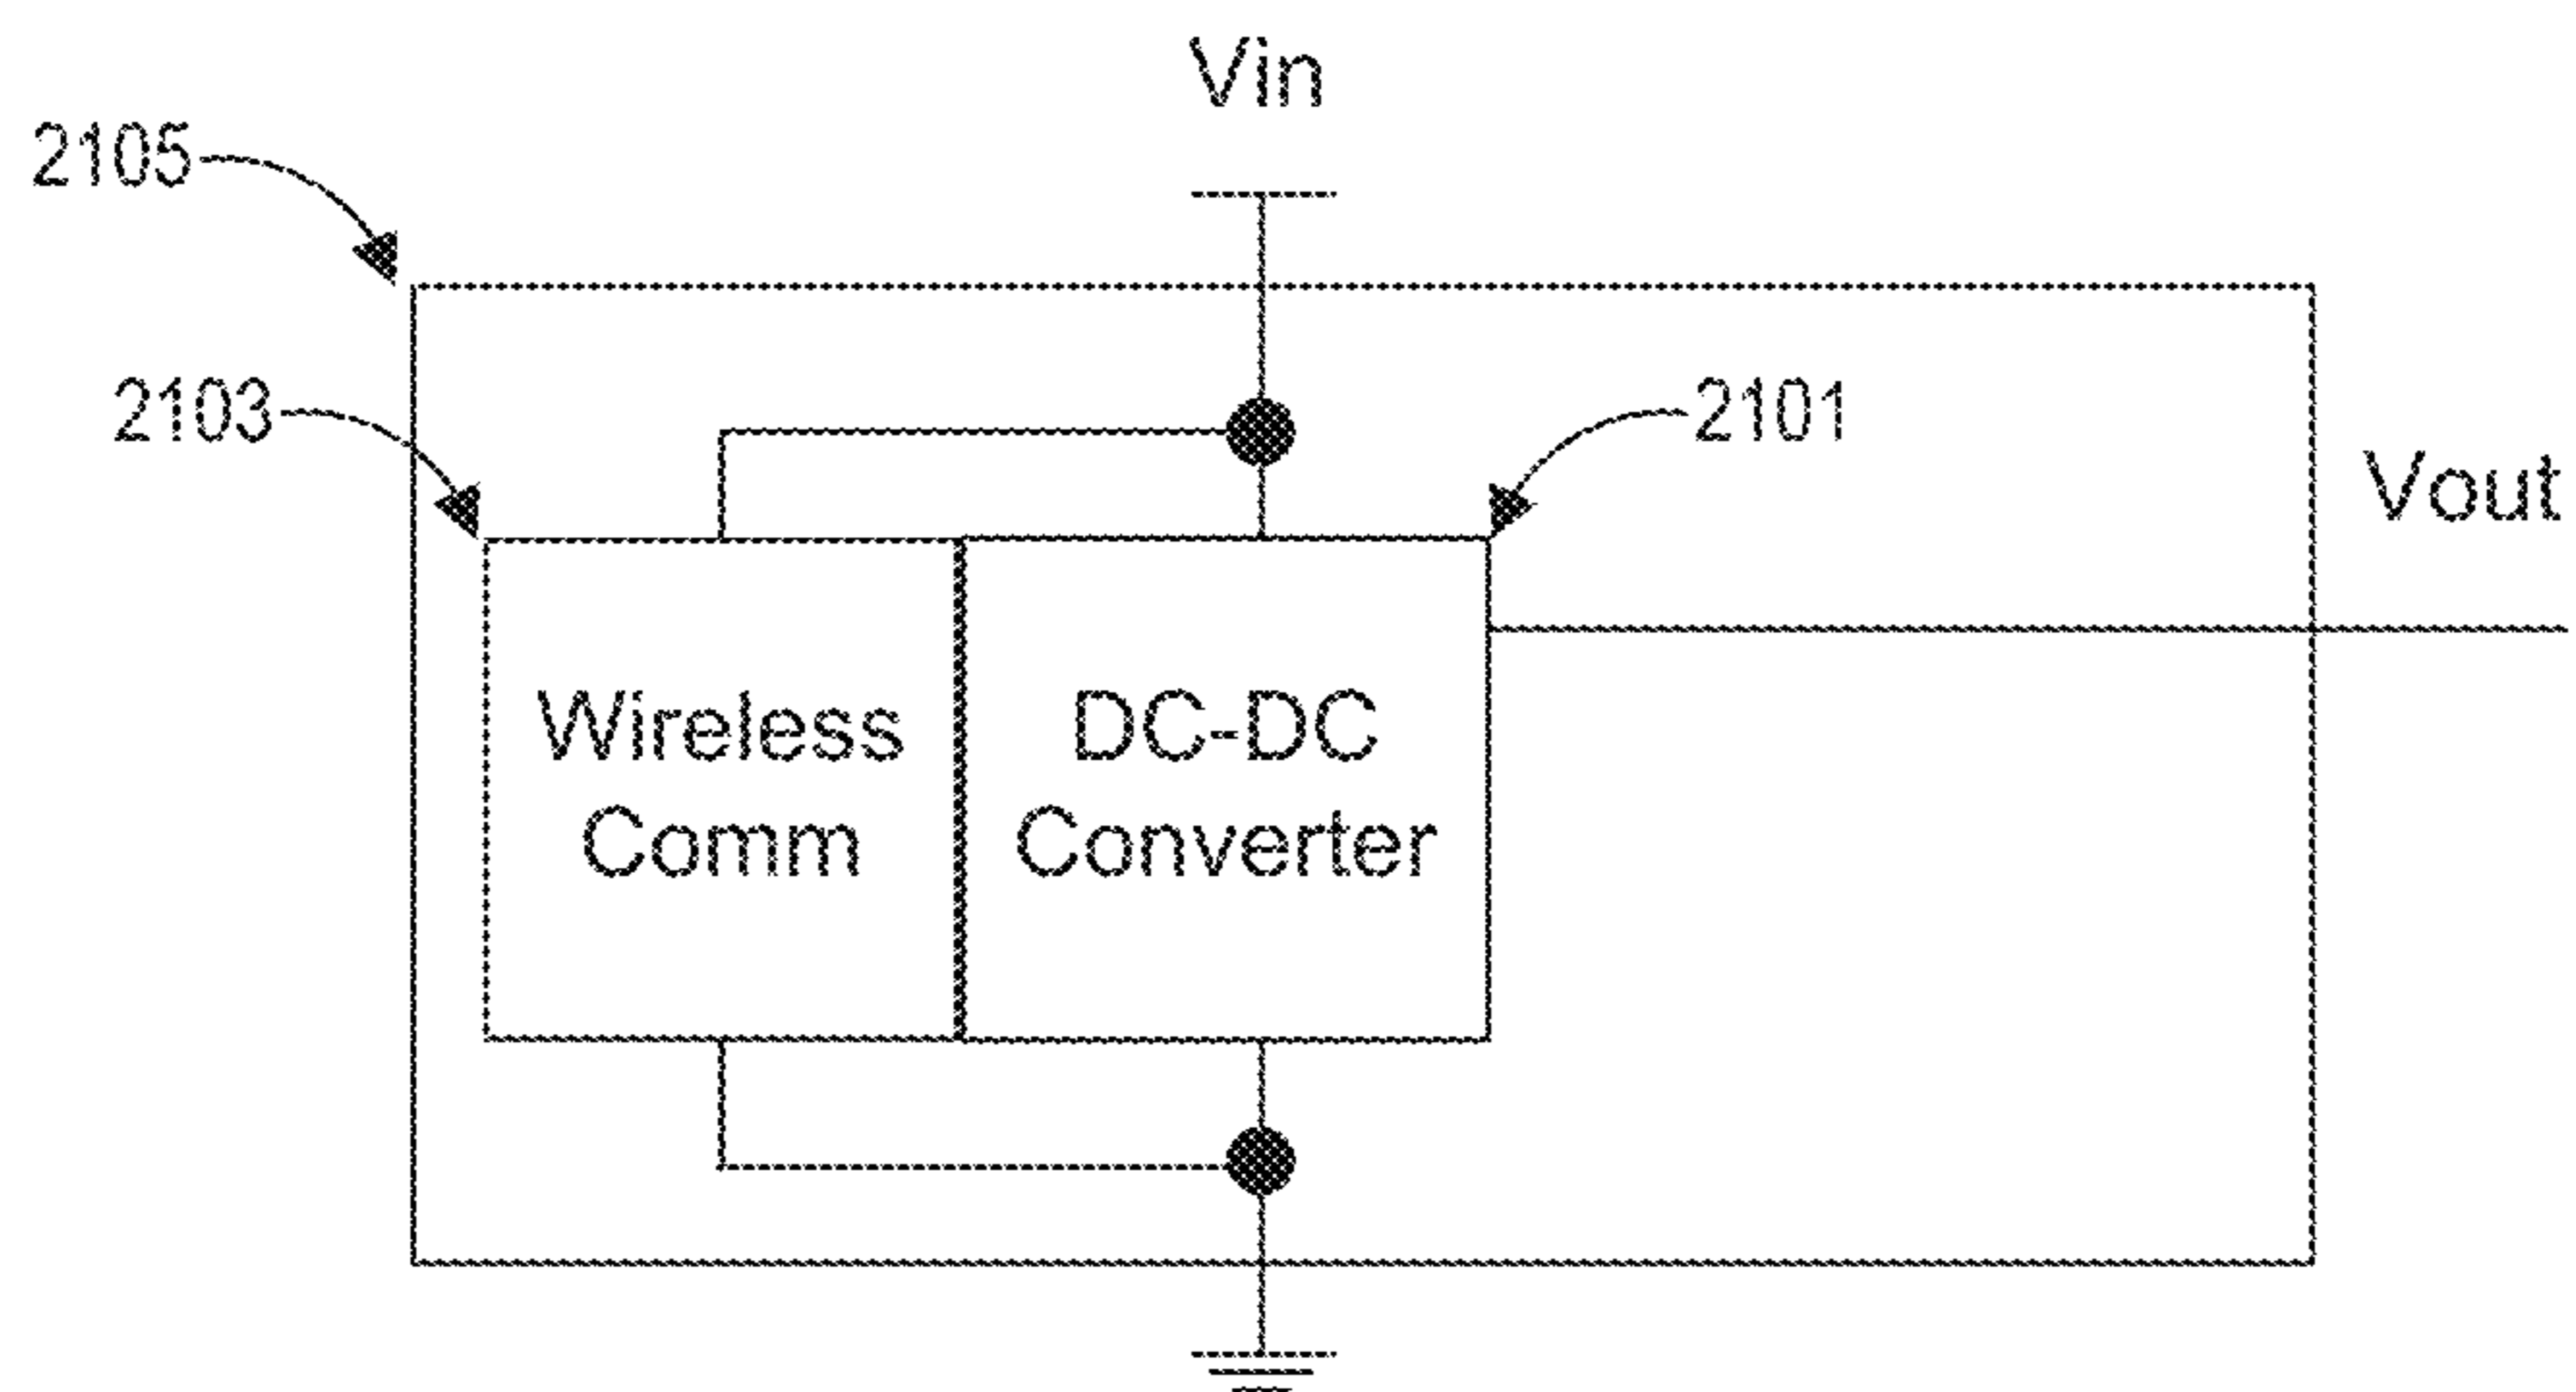 Vin
2105
2103
2101
Vout
Wireless
Comm
DC-DC
Converter